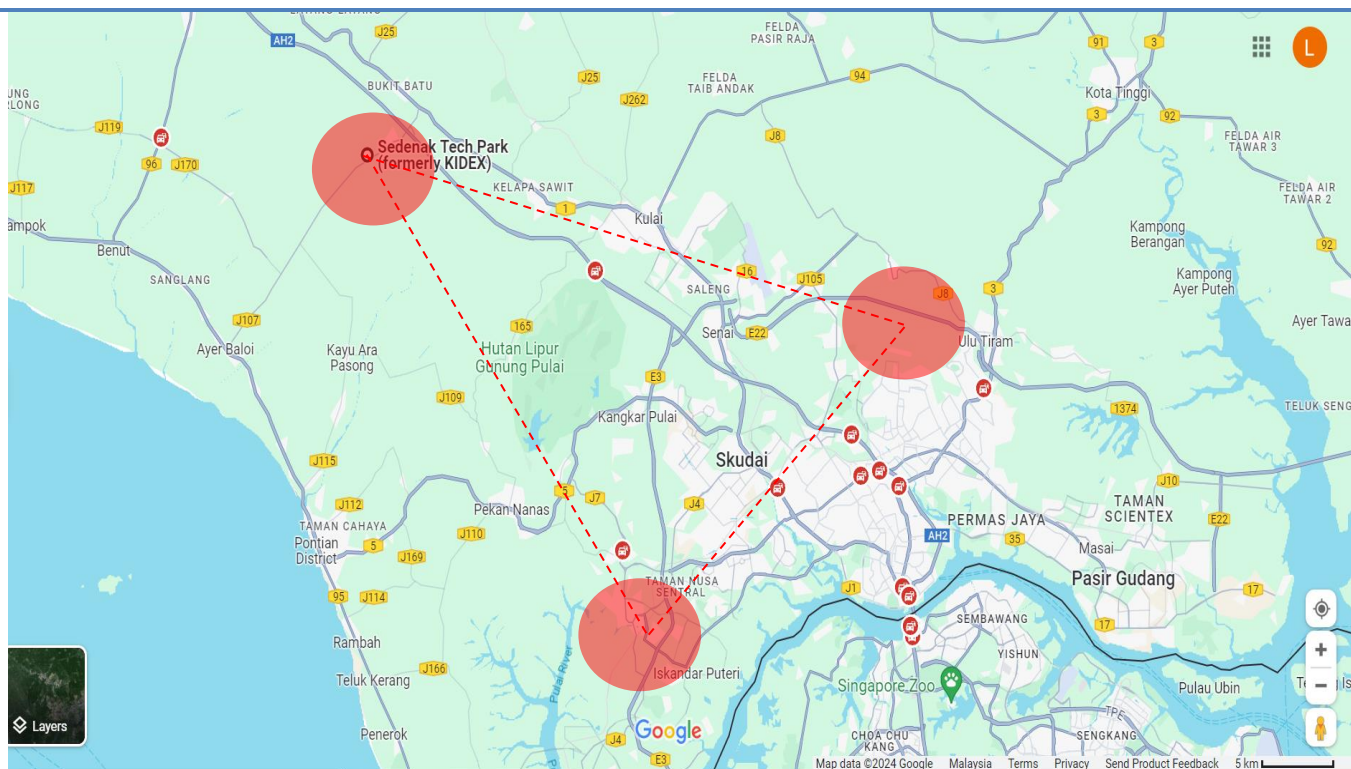 LAYANG-LAYANG
J25
AH2
FELDA
PASIR RAJA
91
3
L
BUKIT BATU
J25
FELDA
TAIB ANDAK
94
Kota Tinggi
J262
3
92
J119
J8
FELDA AIR
TAWAR 3
96
J170
Sedenak Tech Park
(formerly KIDEX)
J117
KELAPA SAWIT
FELDA AIR
TAWAR 2
1
Kulai
Kampong
Berangan
Benut
92
SANGLANG
16
J105
Kampung
Ayer Puteh
SALENG
3
J8
J107
165
Senai
E22
Ulu Tiram
Ayer Tawa
Ayer Baloi
Kayu Ara
Pasong
Hutan Lipur
Gunung Pulai
E3
J109
1374
TELUK SENG
Kangkar Pulai
J115
Skudai
J10
5
J7
J4
J112
Pekan Nanas
TAMAN
SCIENTEX
TAMAN CAHAYA
E22
PERMAS JAYA
Pontian
District
5
J110
AH2
35
J169
Masai
TAMAN NUSA
SENTRAL
J1
Pasir Gudang
17
95
J114
SEMBAWANG
17
Rambah
YISHUN
J166
Iskandar Puteri
Teluk Kerang
Pulai River
Singapore Zoo
Pulau Ubin
Layers
TPE
Penerok
J4
Google
CHOA CHU
KANG
SENGKANG
E3
Map data ©2024 Google Malaysia Terms Privacy Send Product Feedback 5 km